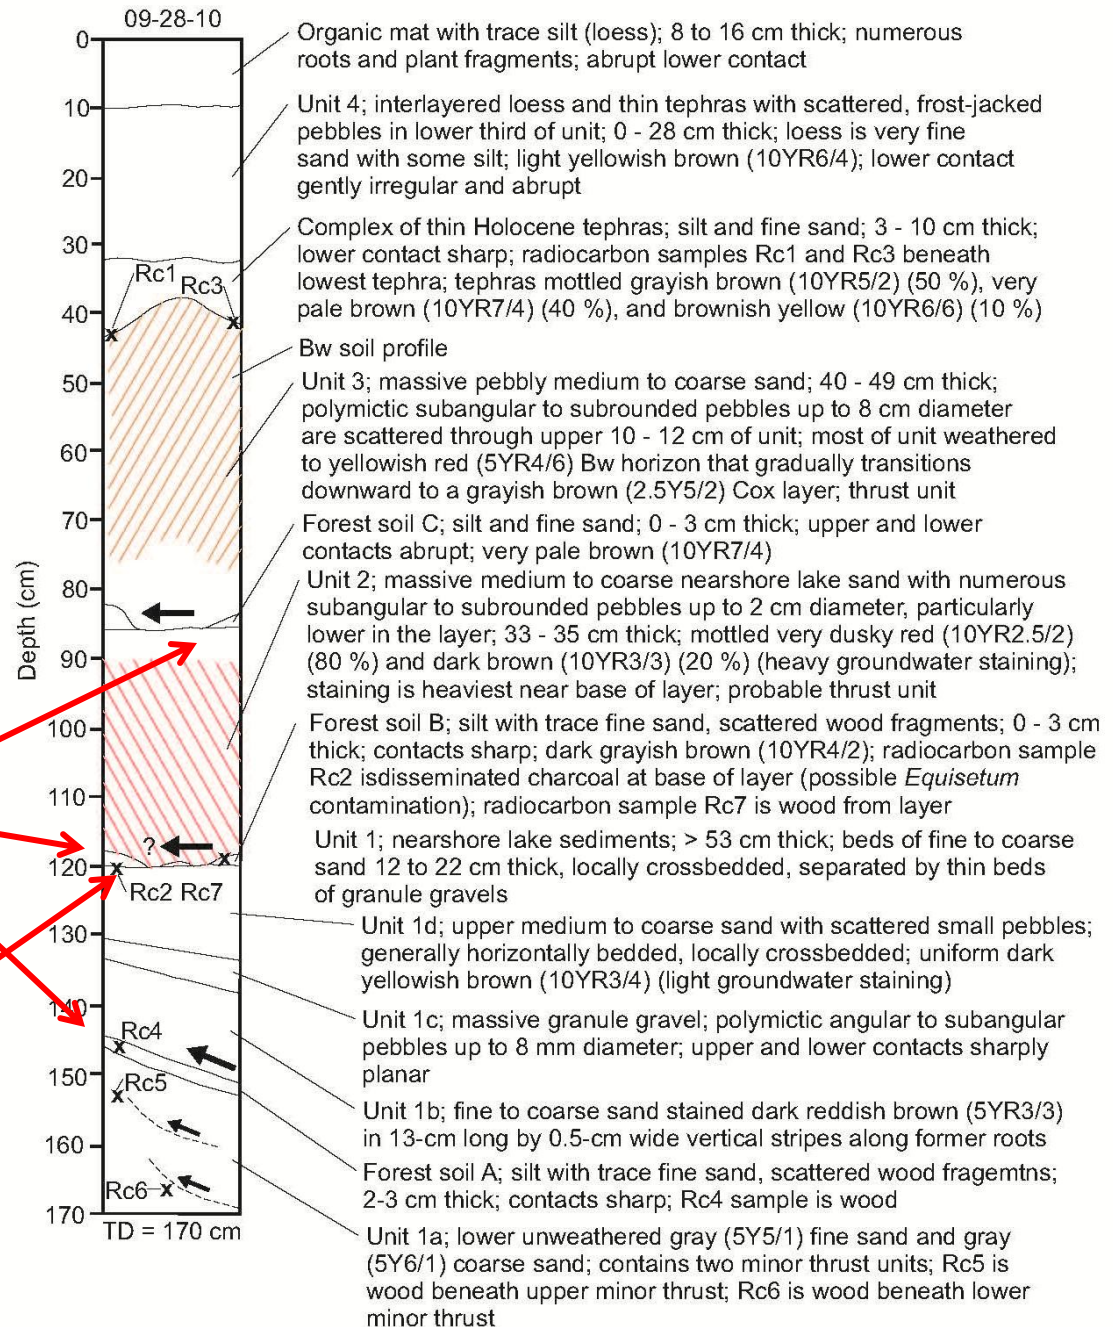 09-28-10
0
10
20
30
40
50
60
70
80
90
100
110
120
130
140
150
160
170
Depth (cm)
Rc1
Rc3
?
Rc2 Rc7
Rc4
Rc5
Rc6
TD = 170 cm
Organic mat with trace silt (loess); 8 to 16 cm thick; numerous
roots and plant fragments; abrupt lower contact
Unit 4; interlayered loess and thin tephras with scattered, frost-jacked
pebbles in lower third of unit; 0 - 28 cm thick; loess is very fine
sand with some silt; light yellowish brown (10YR6/4); lower contact
gently irregular and abrupt
Complex of thin Holocene tephras; silt and fine sand; 3 - 10 cm thick;
lower contact sharp; radiocarbon samples Rc1 and Rc3 beneath
lowest tephra; tephras mottled grayish brown (10YR5/2) (50 %), very
pale brown (10YR7/4) (40 %), and brownish yellow (10YR6/6) (10 %)
Bw soil profile
Unit 3; massive pebbly medium to coarse sand; 40 - 49 cm thick;
polymictic subangular to subrounded pebbles up to 8 cm diameter
are scattered through upper 10 - 12 cm of unit; most of unit weathered
to yellowish red (5YR4/6) Bw horizon that gradually transitions
downward to a grayish brown (2.5Y5/2) Cox layer; thrust unit
Forest soil C; silt and fine sand; 0 - 3 cm thick; upper and lower
contacts abrupt; very pale brown (10YR7/4)
Unit 2; massive medium to coarse nearshore lake sand with numerous
subangular to subrounded pebbles up to 2 cm diameter, particularly
lower in the layer; 33 - 35 cm thick; mottled very dusky red (10YR2.5/2)
(80 %) and dark brown (10YR3/3) (20 %) (heavy groundwater staining);
staining is heaviest near base of layer; probable thrust unit
Forest soil B; silt with trace fine sand, scattered wood fragments; 0 - 3 cm
thick; contacts sharp; dark grayish brown (10YR4/2); radiocarbon sample
Rc2 isdisseminated charcoal at base of layer (possible Equisetum
contamination); radiocarbon sample Rc7 is wood from layer
Unit 1; nearshore lake sediments; > 53 cm thick; beds of fine to coarse
sand 12 to 22 cm thick, locally crossbedded, separated by thin beds
of granule gravels
Unit 1d; upper medium to coarse sand with scattered small pebbles;
generally horizontally bedded, locally crossbedded; uniform dark
yellowish brown (10YR3/4) (light groundwater staining)
Unit 1c; massive granule gravel; polymictic angular to subangular
pebbles up to 8 mm diameter; upper and lower contacts sharply
planar
Unit 1b; fine to coarse sand stained dark reddish brown (5YR3/3)
in 13-cm long by 0.5-cm wide vertical stripes along former roots
Forest soil A; silt with trace fine sand, scattered wood fragemtns;
2-3 cm thick; contacts sharp; Rc4 sample is wood
Unit 1a; lower unweathered gray (5Y5/1) fine sand and gray
(5Y6/1) coarse sand; contains two minor thrust units; Rc5 is
wood beneath upper minor thrust; Rc6 is wood beneath lower
minor thrust